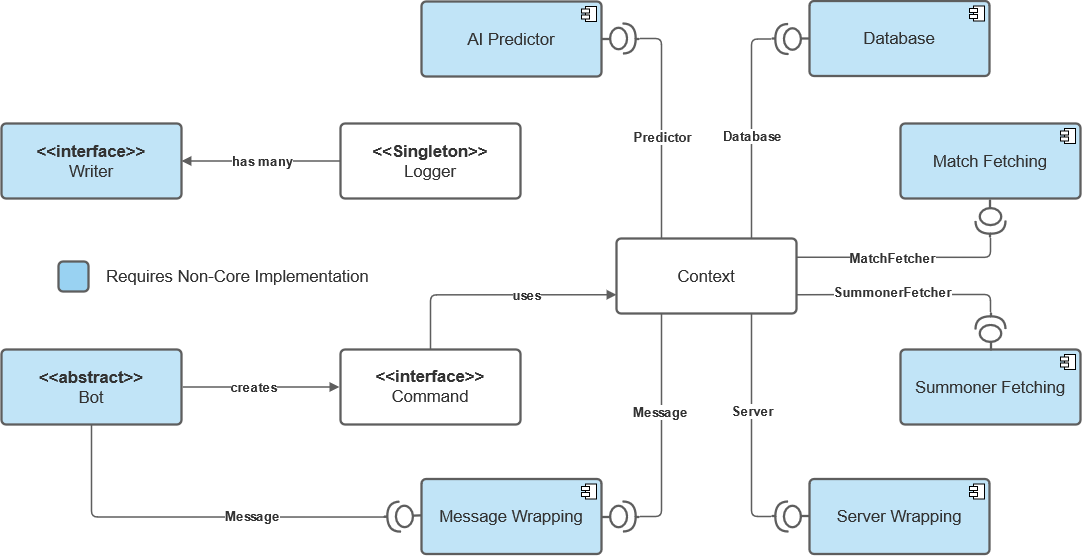 AI Predictor
Database
<<interface>>
Writer
has many
<<Singleton>>
Logger
Predictor
Database
Match Fetching
Context
MatchFetcher
Requires Non-Core Implementation
uses
SummonerFetcher
<<abstract>>
Bot
creates
<<interface>>
Command
Summoner Fetching
Message
Server
Message
Message Wrapping
Server Wrapping